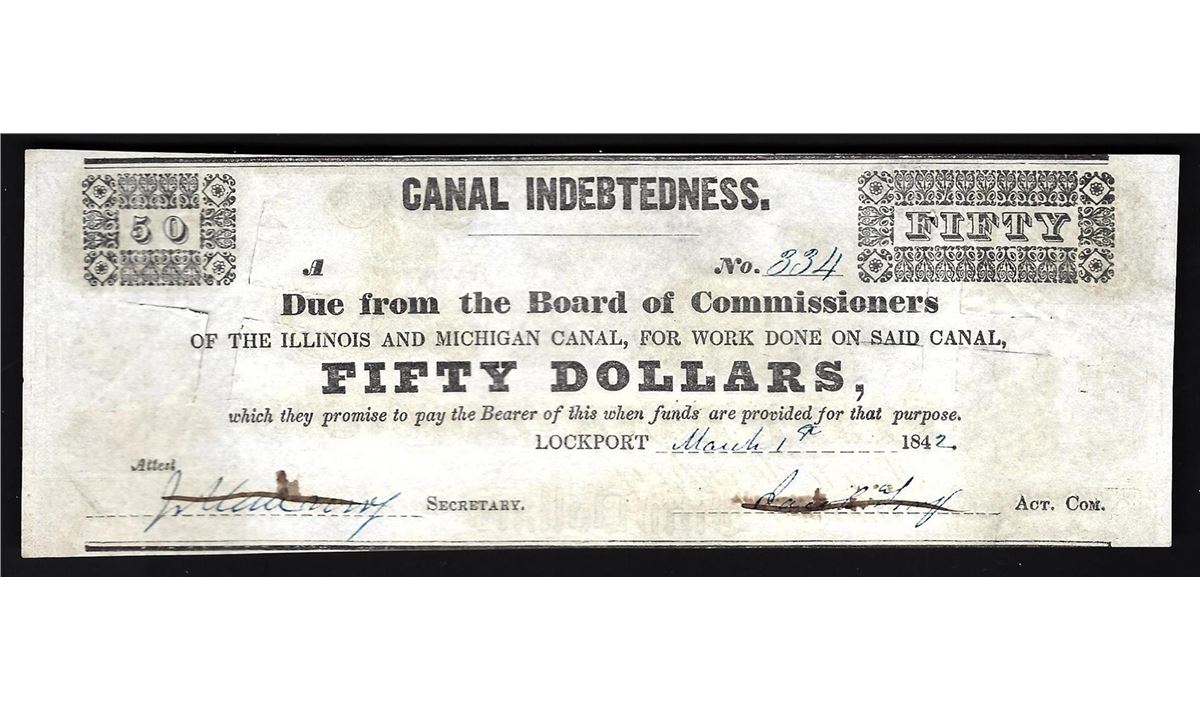 CANAL INDEBTEDNESS.
50
FIFTY
A No. 334
Due from the Board of Commissioners
OF THE ILLINOIS AND MICHIGAN CANAL, FOR WORK DONE ON SAID CANAL,
FIFTY DOLLARS,
which they promise to pay the Bearer of this when funds are provided for that purpose.
LOCKPORT March 1st 1842.
Attest
SECRETARY. ACT. COM.